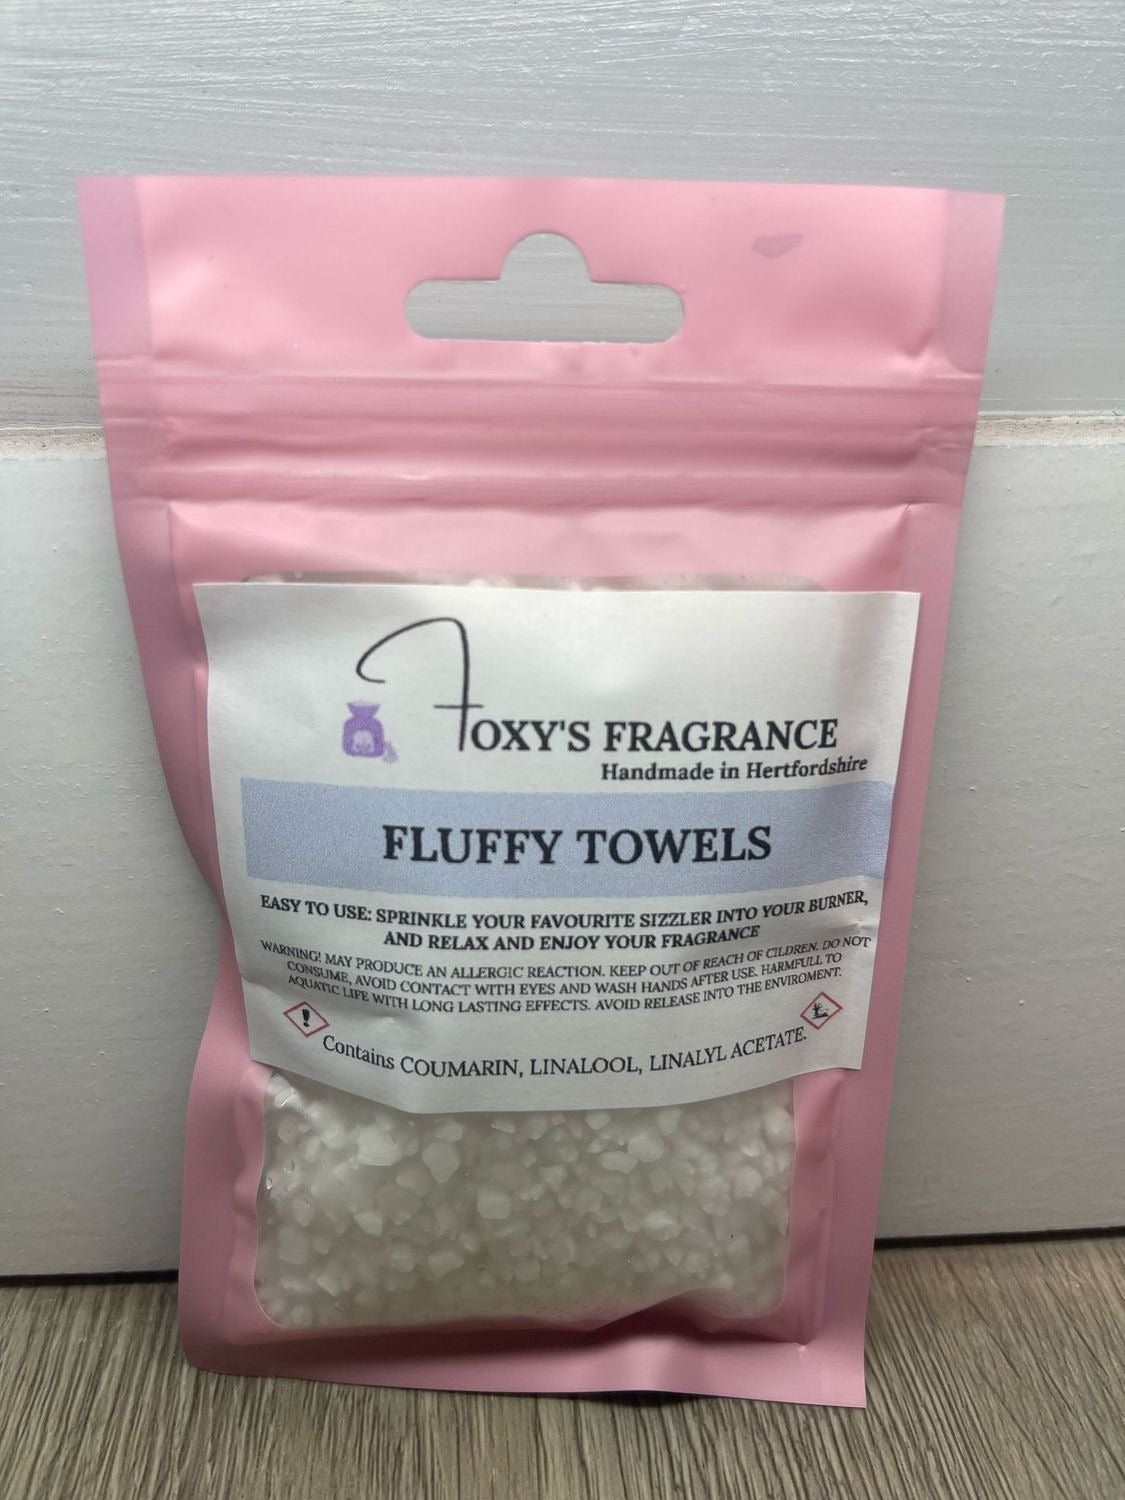 FOXY'S FRAGRANCE
Handmade in Hertfordshire
FLUFFY TOWELS
EASY TO USE: SPRINKLE YOUR FAVOURITE SIZZLER INTO YOUR BURNER,
AND RELAX AND ENJOY YOUR FRAGRANCE
WARNING! MAY PRODUCE AN ALLERGIC REACTION. KEEP OUT OF REACH OF CILDREN. DO NOT
CONSUME, AVOID CONTACT WITH EYES AND WASH HANDS AFTER USE. HARMFULL TO
AQUATIC LIFE WITH LONG LASTING EFFECTS. AVOID RELEASE INTO THE ENVIROMENT.
Contains COUMARIN, LINALOOL, LINALYL ACETATE.